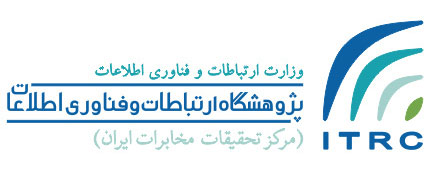 وزارت ارتباطات و فناوری اطلاعات
پژوهشگاه ارتباطات و فناوری اطلاعات
(مرکز تحقیقات مخابرات ایران)
ITRC